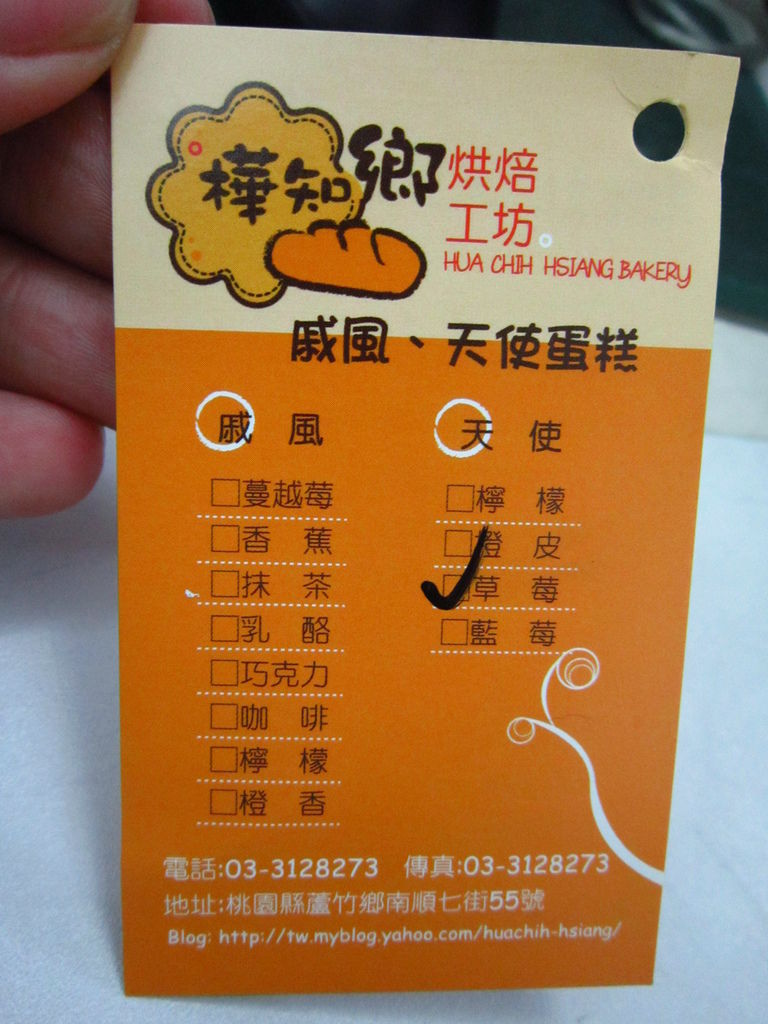 樺知鄉烘焙
工坊。
HUA CHIH HSIANG BAKERY
戚風、天使蛋糕
戚 風
□蔓越莓
□香 蕉
□抹 茶
□乳 酪
□巧克力
□咖 啡
□檸 檬
□橙 香
天 使
□檸 檬
□橙 皮
□草 莓
□藍 莓
電話:03-3128273 傳真:03-3128273
地址:桃園縣蘆竹鄉南順七街55號
Blog: http://tw.myblog.yahoo.com/huachih-hsiang/